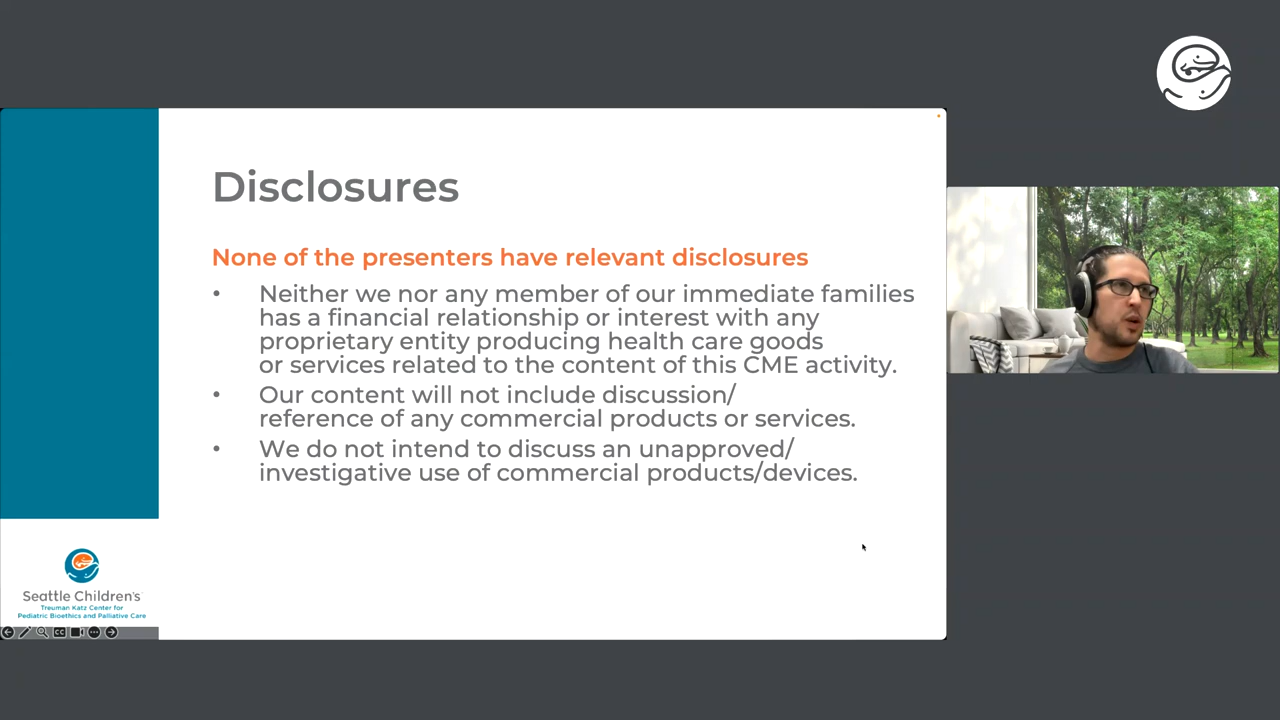 Disclosures
None of the presenters have relevant disclosures
• Neither we nor any member of our immediate families
has a financial relationship or interest with any
proprietary entity producing health care goods
or services related to the content of this CME activity.
• Our content will not include discussion/
reference of any commercial products or services.
• We do not intend to discuss an unapproved/
investigative use of commercial products/devices.
Seattle Children's
Treuman Katz Center for
Pediatric Bioethics and Palliative Care
CC